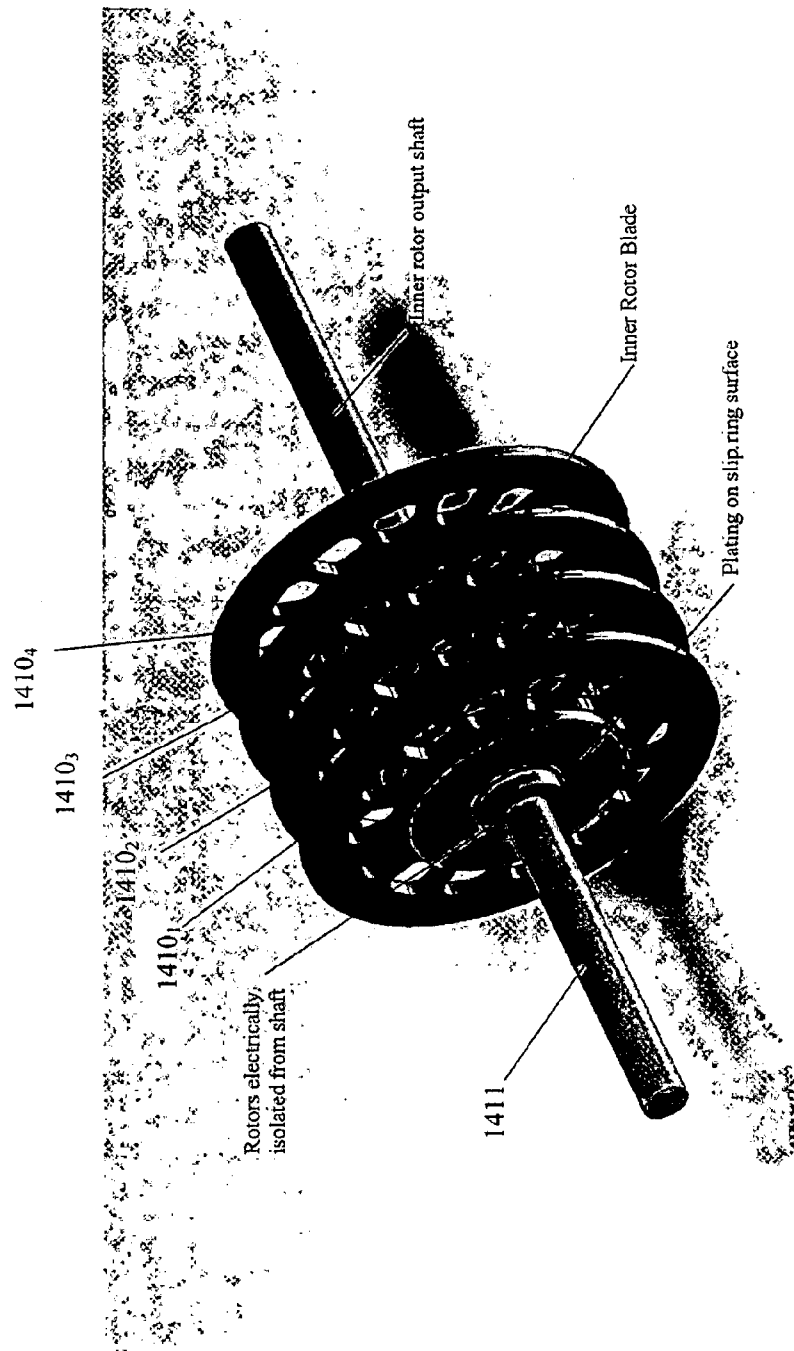 1410₄
1410₃
1410₂
1410₁
Rotors electrically
isolated from shaft
1411
Inner rotor output shaft
Inner Rotor Blade
Plating on slip ring surface